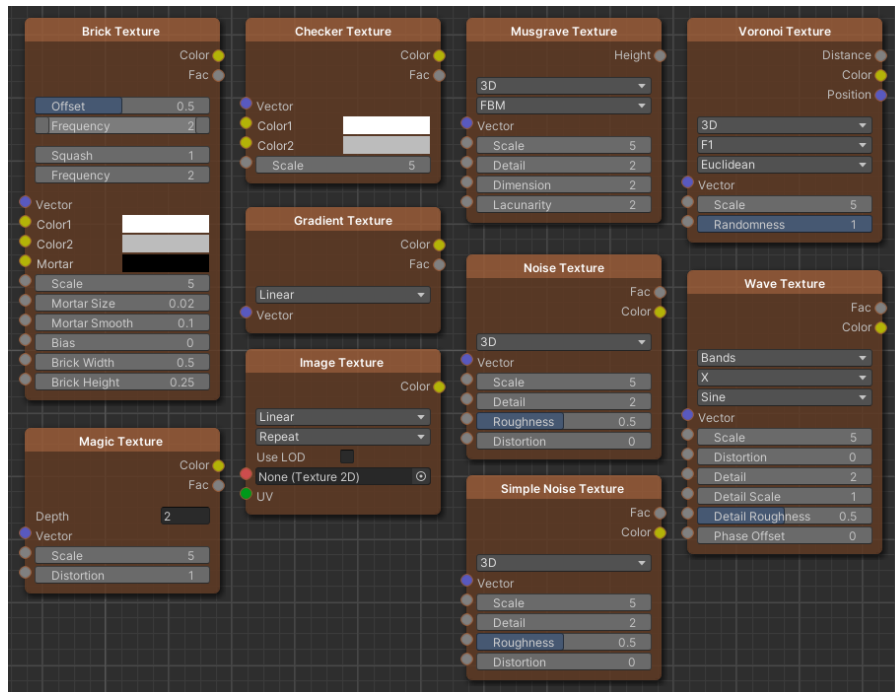 Brick Texture
Color
Fac
Offset 0.5
Frequency 2
Squash 1
Frequency 2
Vector
Color1
Color2
Mortar
Scale 5
Mortar Size 0.02
Mortar Smooth 0.1
Bias 0
Brick Width 0.5
Brick Height 0.25
Magic Texture
Color
Fac
Depth 2
Vector
Scale 5
Distortion 1
Checker Texture
Color
Fac
Vector
Color1
Color2
Scale 5
Gradient Texture
Color
Fac
Linear
Vector
Image Texture
Color
Linear
Repeat
Use LOD
None (Texture 2D)
UV
Musgrave Texture
Height
3D
FBM
Vector
Scale 5
Detail 2
Dimension 2
Lacunarity 2
Noise Texture
Fac
Color
3D
Vector
Scale 5
Detail 2
Roughness 0.5
Distortion 0
Simple Noise Texture
Fac
Color
3D
Vector
Scale 5
Detail 2
Roughness 0.5
Distortion 0
Voronoi Texture
Distance
Color
Position
3D
F1
Euclidean
Vector
Scale 5
Randomness 1
Wave Texture
Fac
Color
Bands
X
Sine
Vector
Scale 5
Distortion 0
Detail 2
Detail Scale 1
Detail Roughness 0.5
Phase Offset 0